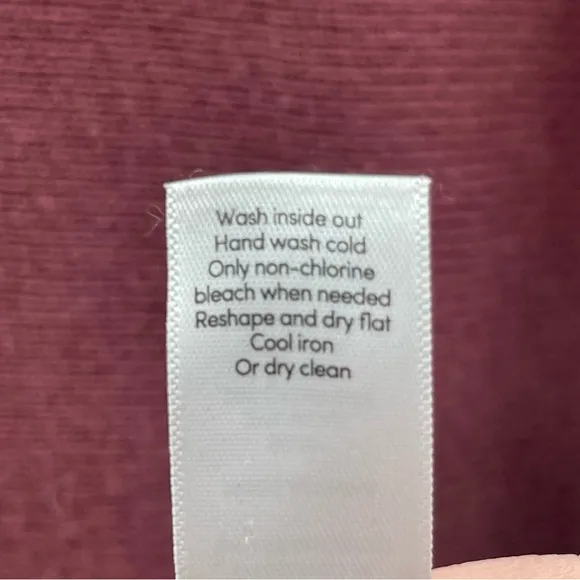 Wash inside out
Hand wash cold
Only non-chlorine
bleach when needed
Reshape and dry flat
Cool iron
Or dry clean